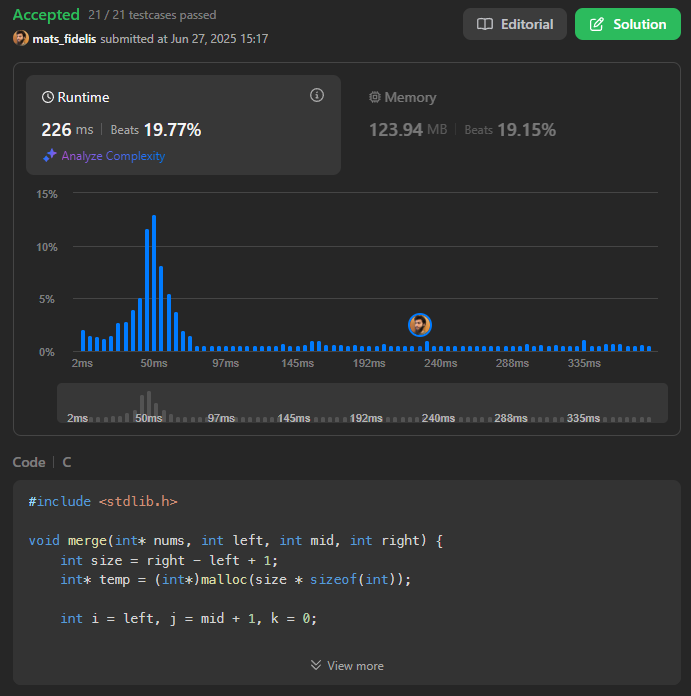 Accepted 21 / 21 testcases passed
Editorial
Solution
mats_fidelis submitted at Jun 27, 2025 15:17
Runtime
226 ms | Beats 19.77%
Analyze Complexity
Memory
123.94 MB | Beats 19.15%
15%
10%
5%
0%
2ms 50ms 97ms 145ms 192ms 240ms 288ms 335ms
2ms 50ms 97ms 145ms 192ms 240ms 288ms 335ms
Code | C
#include <stdlib.h>
void merge(int* nums, int left, int mid, int right) {
    int size = right - left + 1;
    int* temp = (int*)malloc(size * sizeof(int));
    int i = left, j = mid + 1, k = 0;
View more